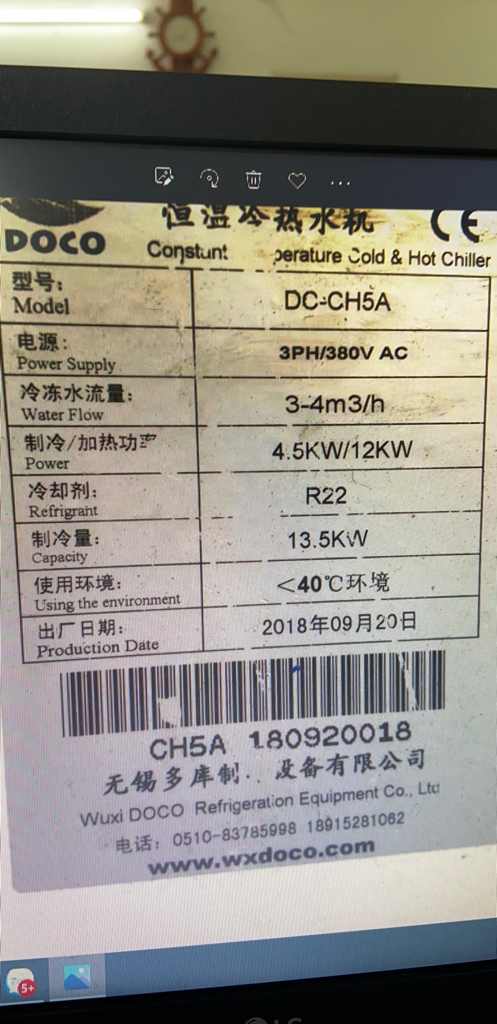 恒温冷热水机 CE
DOCO Constant perature Cold & Hot Chiller
型号: DC-CH5A
Model
电源: 3PH/380V AC
Power Supply
冷冻水流量: 3-4m3/h
Water Flow
制冷/加热功率 4.5KW/12KW
Power
冷却剂: R22
Refrigrant
制冷量: 13.5KW
Capacity
使用环境: <40℃环境
Using the environment
出厂日期: 2018年09月20日
Production Date
CH5A 180920018
无锡多库制 设备有限公司
Wuxi DOCO Refrigeration Equipment Co., Ltd
电话: 0510-83785998 18915281062
www.wxdoco.com
5+
LG